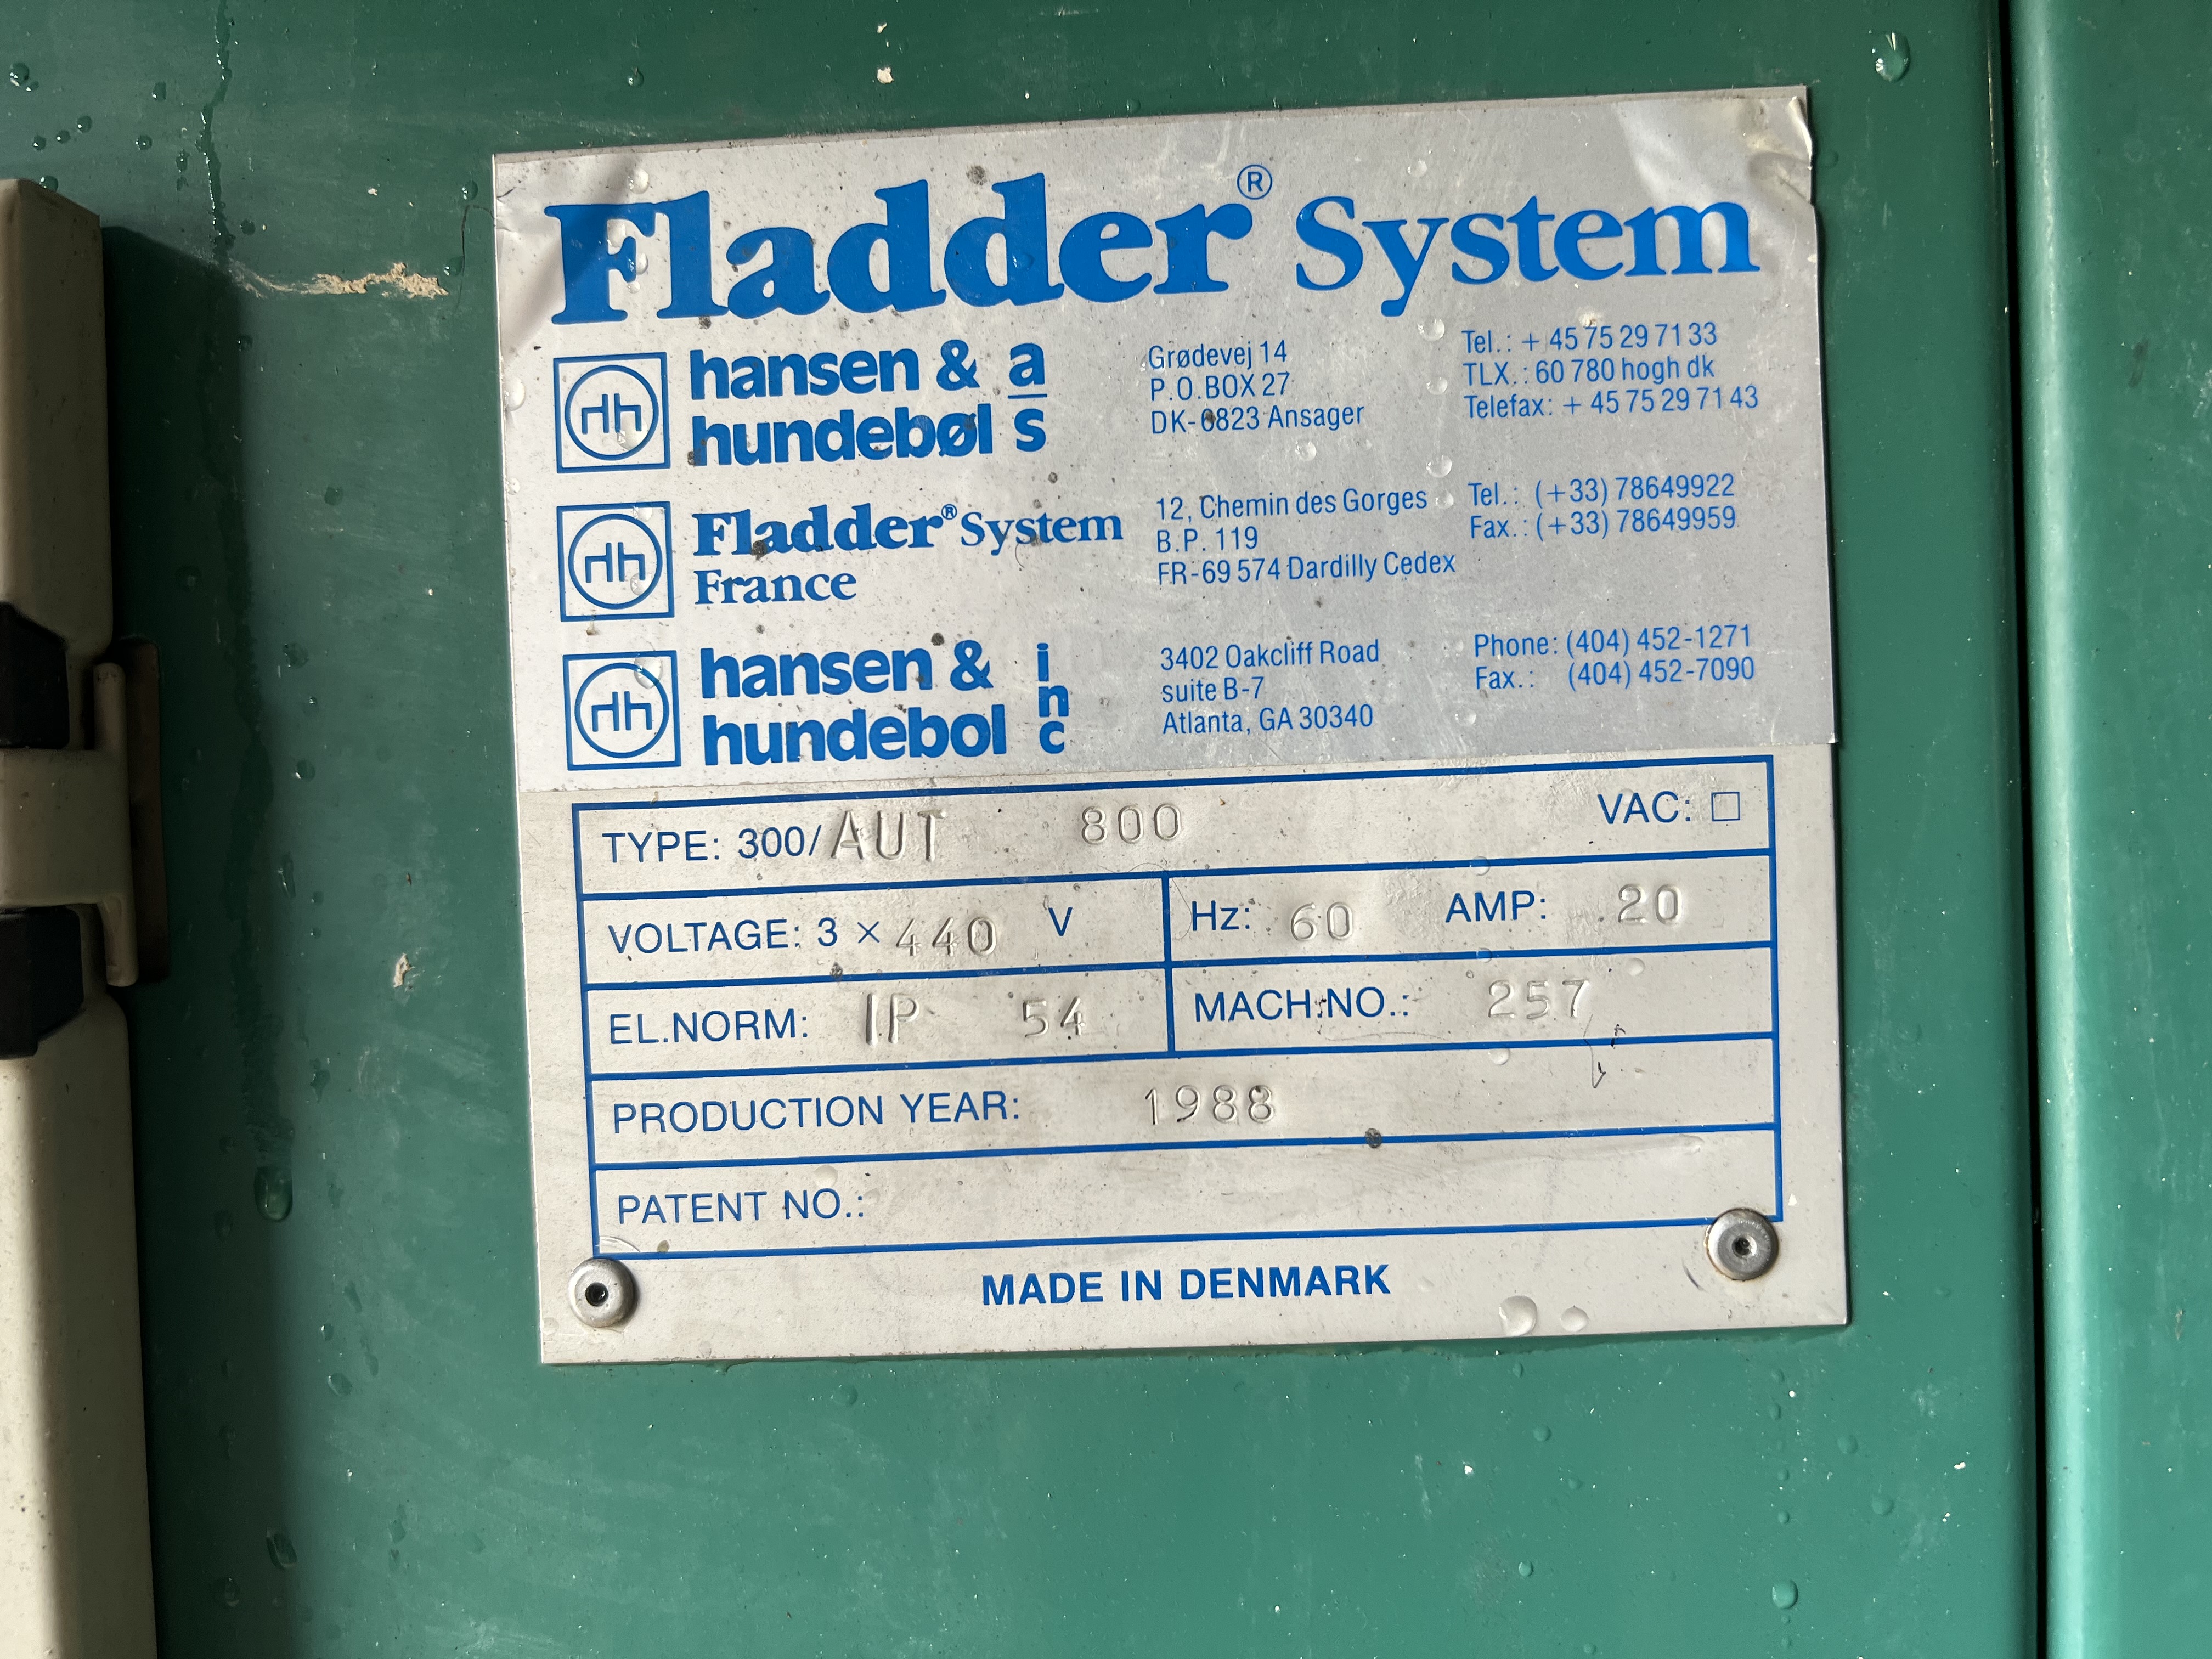 Fladder® System
hansen & a/s
hundebøl
Grødevej 14
P.O.BOX 27
DK-6823 Ansager
Tel.: + 45 75 29 71 33
TLX.: 60 780 hogh dk
Telefax: + 45 75 29 71 43
Fladder® System
France
12, Chemin des Gorges
B.P. 119
FR-69 574 Dardilly Cedex
Tel.: (+33) 78649922
Fax.: (+33) 78649959
hansen & inc
hundebol
3402 Oakcliff Road
suite B-7
Atlanta, GA 30340
Phone: (404) 452-1271
Fax.: (404) 452-7090
TYPE: 300/AUT 800 VAC: □
VOLTAGE: 3 × 440 V Hz: 60 AMP: 20
EL.NORM: IP 54 MACH.NO.: 257
PRODUCTION YEAR: 1988
PATENT NO.:
MADE IN DENMARK